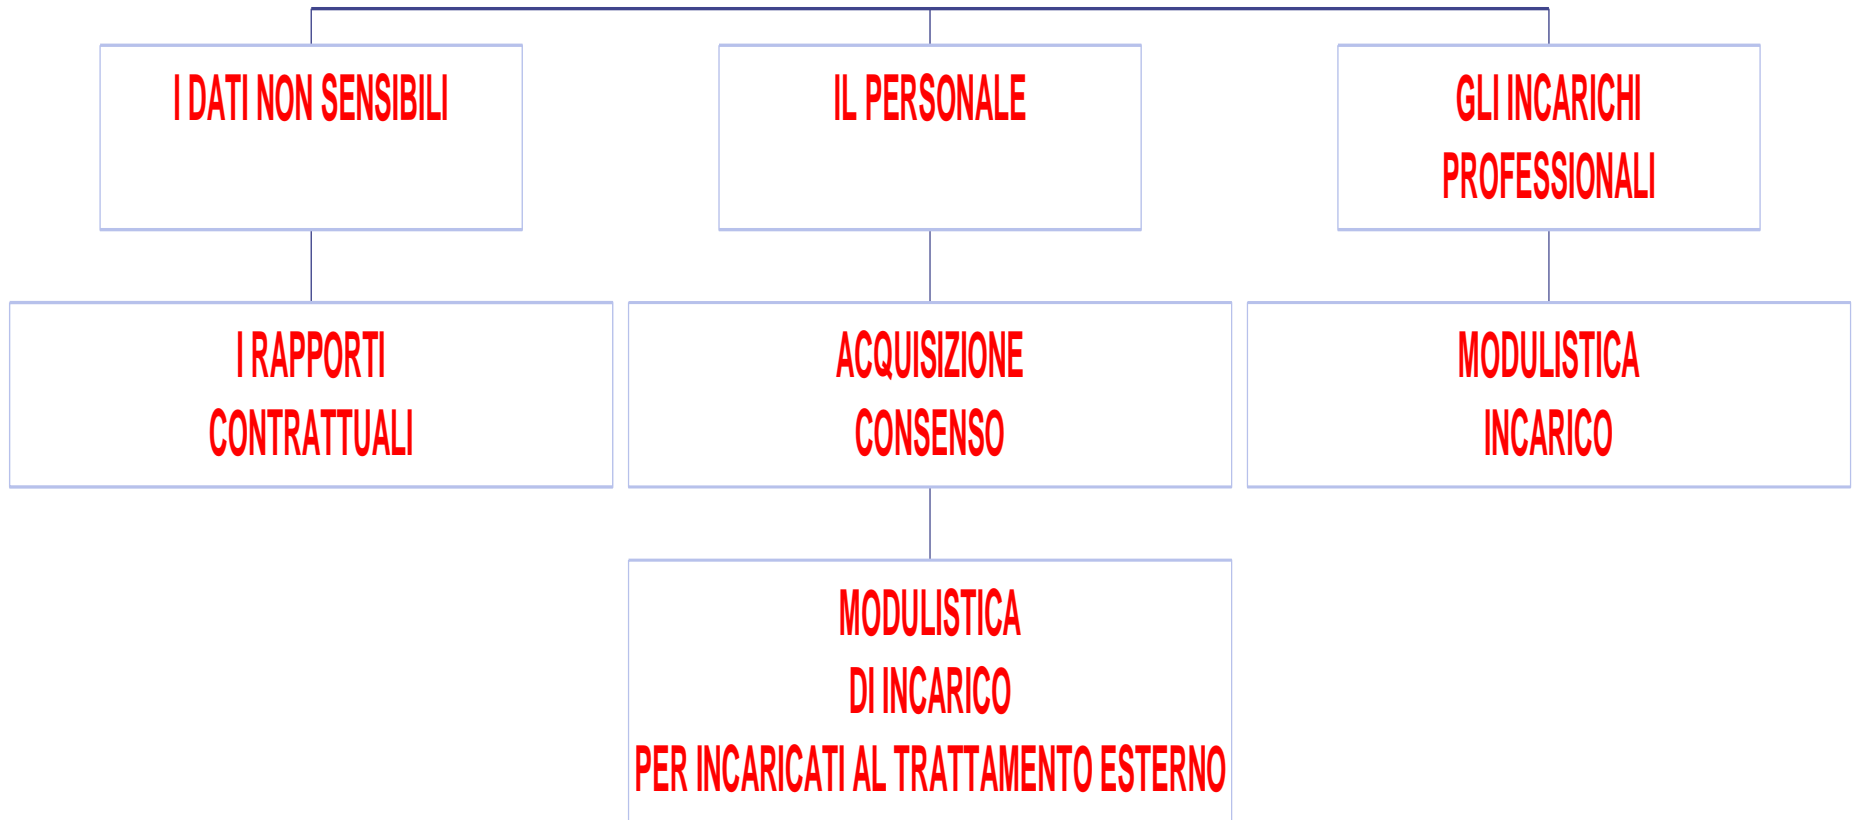 I DATI NON SENSIBILI
IL PERSONALE
GLI INCARICHI
PROFESSIONALI
I RAPPORTI
CONTRATTUALI
ACQUISIZIONE
CONSENSO
MODULISTICA
INCARICO
MODULISTICA
DI INCARICO
PER INCARICATI AL TRATTAMENTO ESTERNO